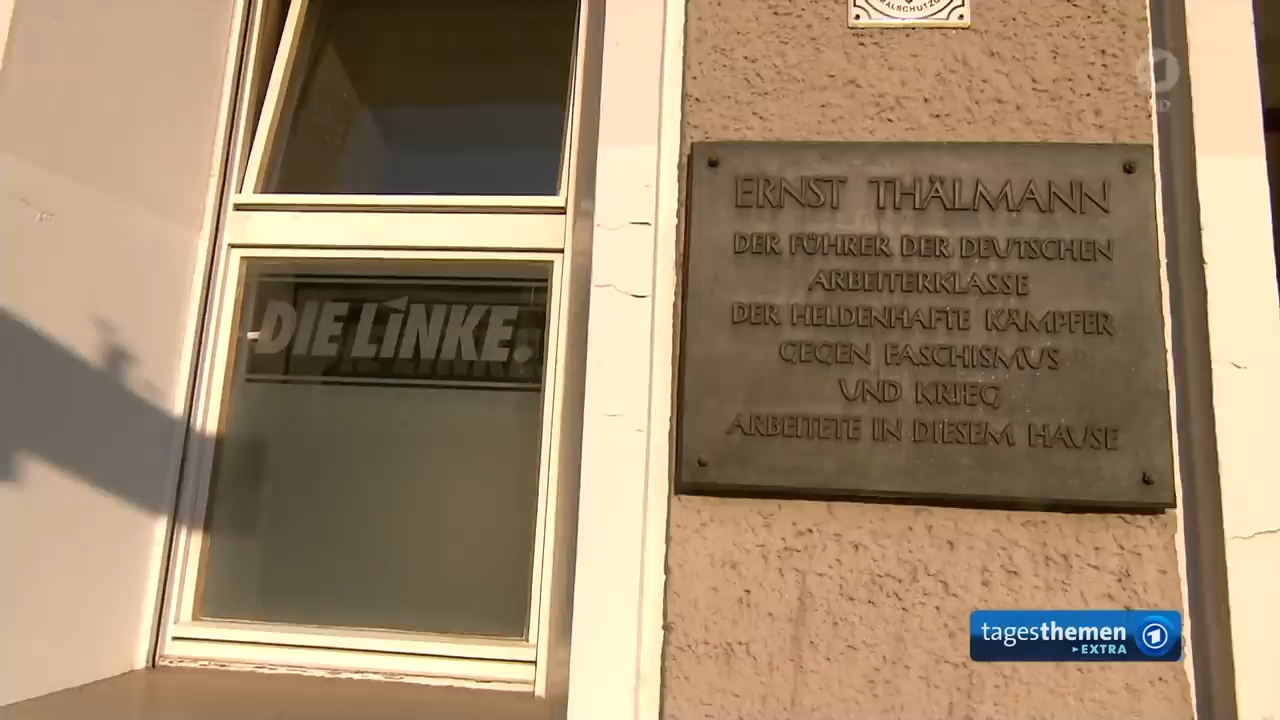 DIE LINKE.
ERNST THÄLMANN
DER FÜHRER DER DEUTSCHEN
ARBEITERKLASSE
DER HELDENHAFTE KÄMPFER
GEGEN FASCHISMUS
UND KRIEG
ARBEITETE IN DIESEM HAUSE
tagesthemen
EXTRA